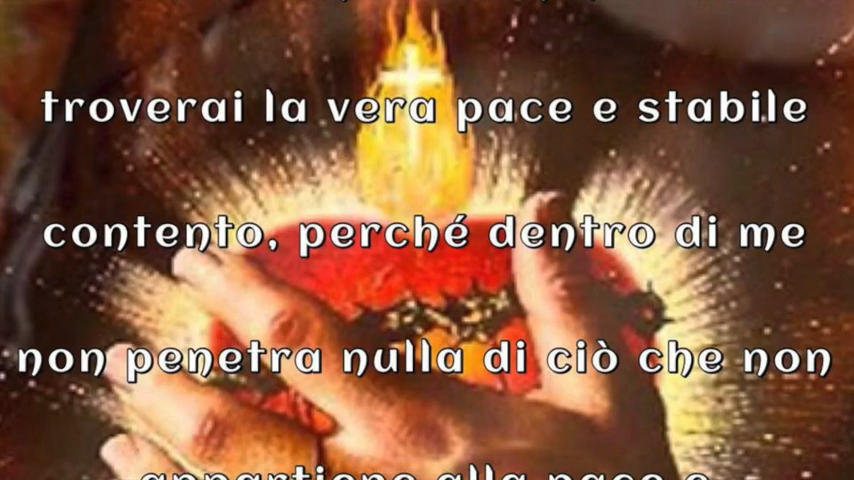 troverai la vera pace e stabile
contento, perché dentro di me
non penetra nulla di ciò che non
appartiene alla pace e